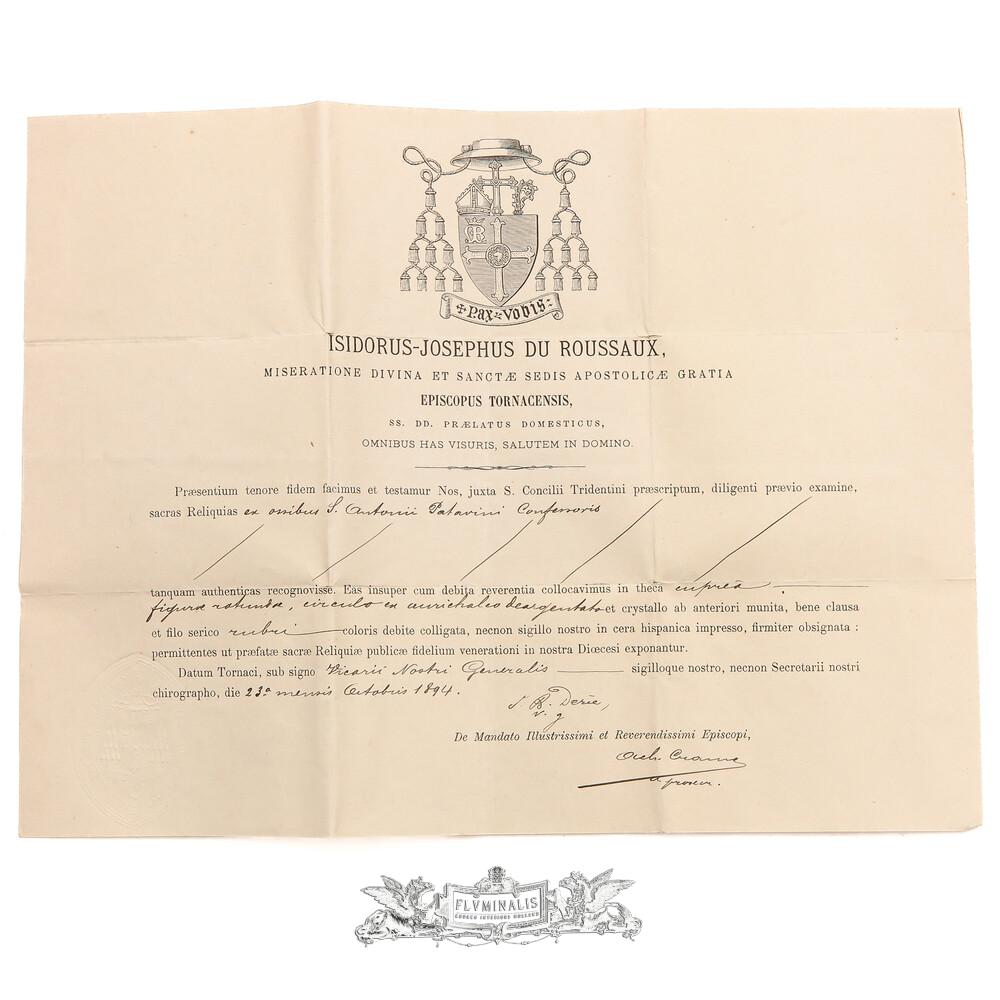 ✠Pax Vobis
ISIDORUS-JOSEPHUS DU ROUSSAUX,
MISERATIONE DIVINA ET SANCTÆ SEDIS APOSTOLICÆ GRATIA
EPISCOPUS TORNACENSIS,
SS. DD. PRÆLATUS DOMESTICUS,
OMNIBUS HAS VISURIS, SALUTEM IN DOMINO.
Præsentium tenore fidem facimus et testamur Nos, juxta S. Concilii Tridentini præscriptum, diligenti prævio examine,
sacras Reliquias ex ossibus S. Antonii Patavini Confessoris
tanquam authenticas recognovisse. Eas insuper cum debita reverentia collocavimus in theca cupreâ
figuræ rotundæ, circulo ex aurichalco deargentato et crystallo ab anteriori munita, bene clausa
et filo serico rubri coloris debite colligata, necnon sigillo nostro in cera hispanica impresso, firmiter obsignata :
permittentes ut præfatæ sacræ Reliquiæ publicæ fidelium venerationi in nostra Diœcesi exponantur.
Datum Tornaci, sub signo Vicarii Nostri Generalis sigilloque nostro, necnon Secretarii nostri
chirographo, die 23a mensis Octobris 1894.
v. g
De Mandato Illustrissimi et Reverendissimi Episcopi,
FLVMINALIS
CHURCH INTERIORS HOLLAND